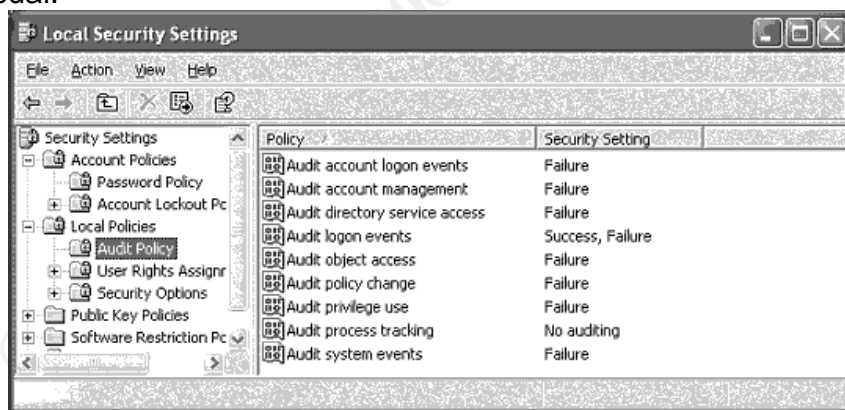 Local Security Settings
File Action View Help
Security Settings
Account Policies
Password Policy
Account Lockout Pc
Local Policies
Audit Policy
User Rights Assignr
Security Options
Public Key Policies
Software Restriction Pc
Policy Security Setting
Audit account logon events Failure
Audit account management Failure
Audit directory service access Failure
Audit logon events Success, Failure
Audit object access Failure
Audit policy change Failure
Audit privilege use Failure
Audit process tracking No auditing
Audit system events Failure